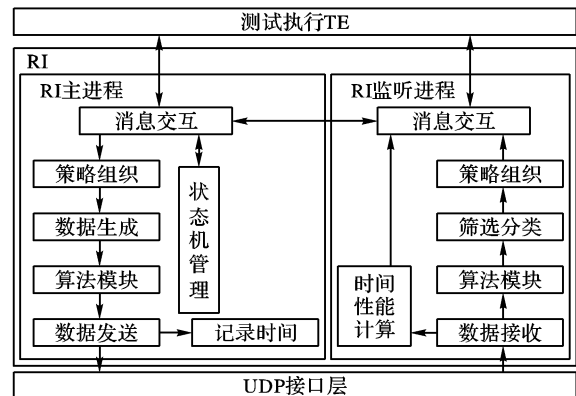 测试执行TE
RI
RI主进程
消息交互
策略组织
数据生成
算法模块
数据发送
状态机管理
记录时间
RI监听进程
消息交互
策略组织
筛选分类
算法模块
数据接收
时间
性能
计算
UDP接口层